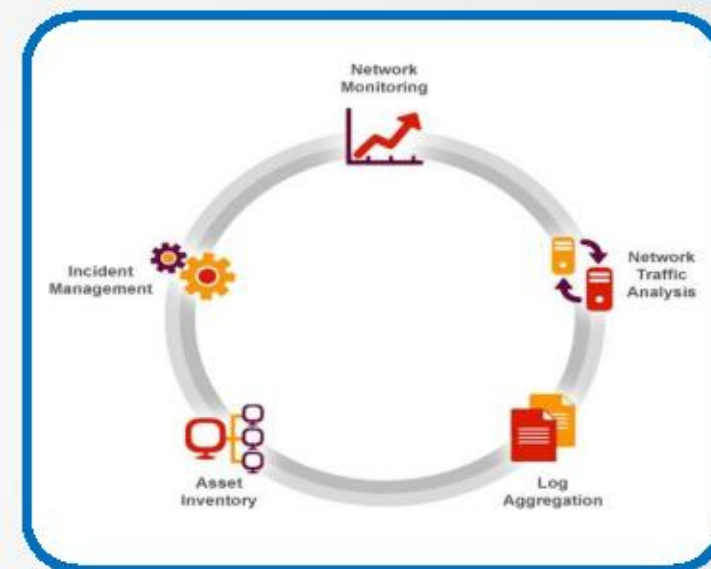 Network
Monitoring
Network
Traffic
Analysis
Log
Aggregation
Asset
Inventory
Incident
Management